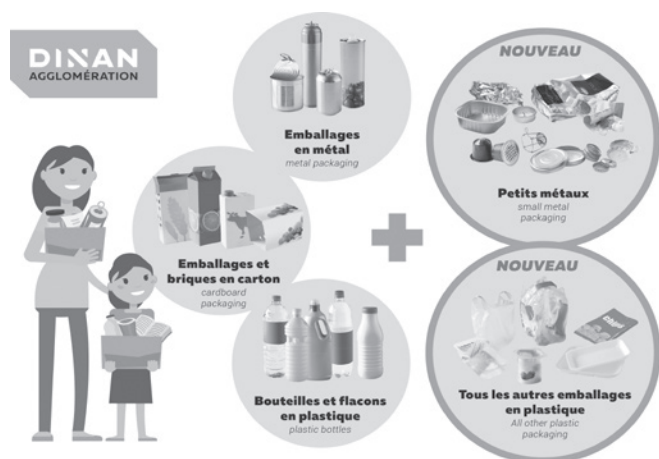 DINAN
AGGLOMÉRATION
Emballages
en métal
metal packaging
Emballages et
briques en carton
cardboard
packaging
Bouteilles et flacons
en plastique
plastic bottles
NOUVEAU
Petits métaux
small metal
packaging
NOUVEAU
Tous les autres emballages
en plastique
All other plastic
packaging